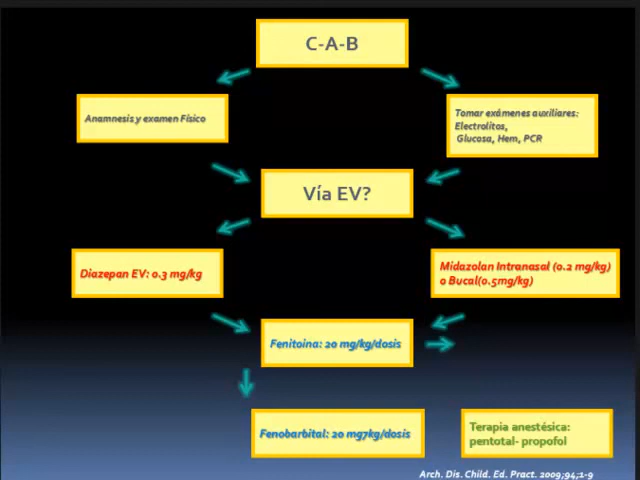 C-A-B
Anamnesis y examen Físico
Tomar exámenes auxiliares:
Electrolitos,
Glucosa, Hem, PCR
Vía EV?
Diazepan EV: 0.3 mg/kg
Midazolan Intranasal (0.2 mg/kg)
o Bucal(0.5mg/kg)
Fenitoina: 20 mg/kg/dosis
Fenobarbital: 20 mg7kg/dosis
Terapia anestésica:
pentotal- propofol
Arch. Dis. Child. Ed. Pract. 2009;94;1-9